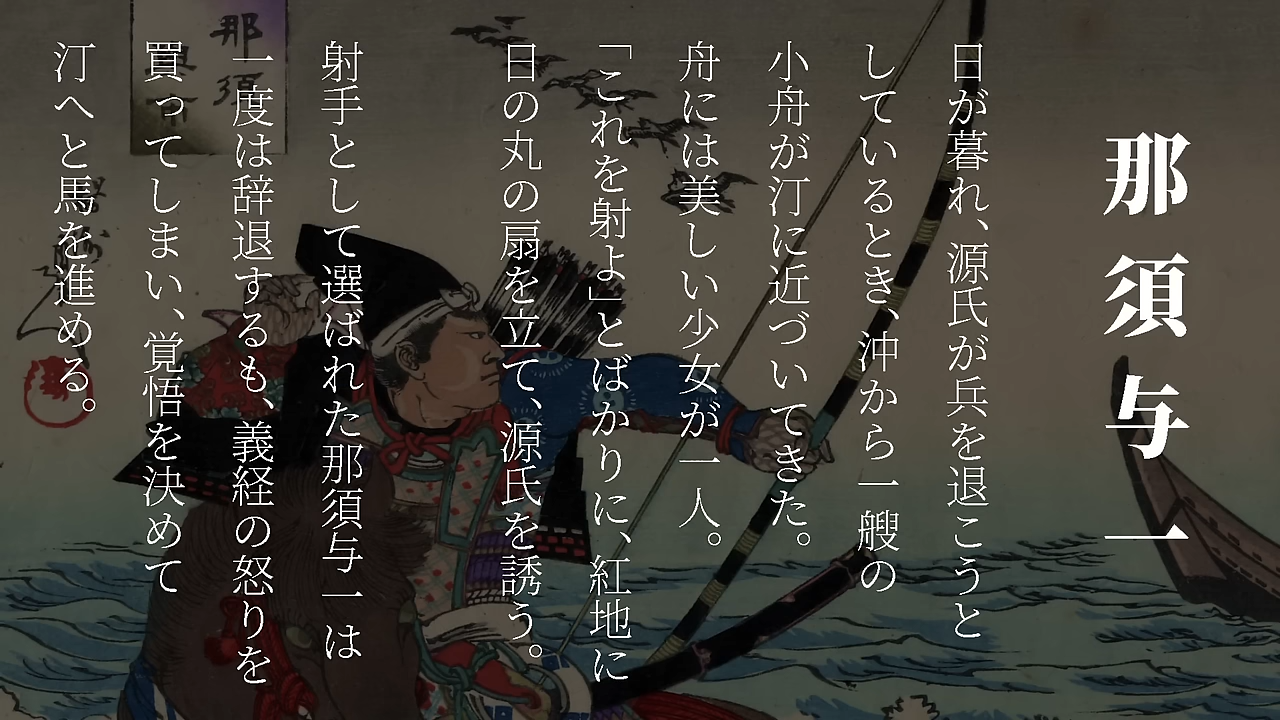 那須与一
日が暮れ、源氏が兵を退こうと
しているとき、沖から一艘の
小舟が汀に近づいてきた。
舟には美しい少女が一人。
「これを射よ」とばかりに、紅地に
日の丸の扇を立て、源氏を誘う。
射手として選ばれた那須与一は
一度は辞退するも、義経の怒りを
買ってしまい、覚悟を決めて
汀へと馬を進める。
那須